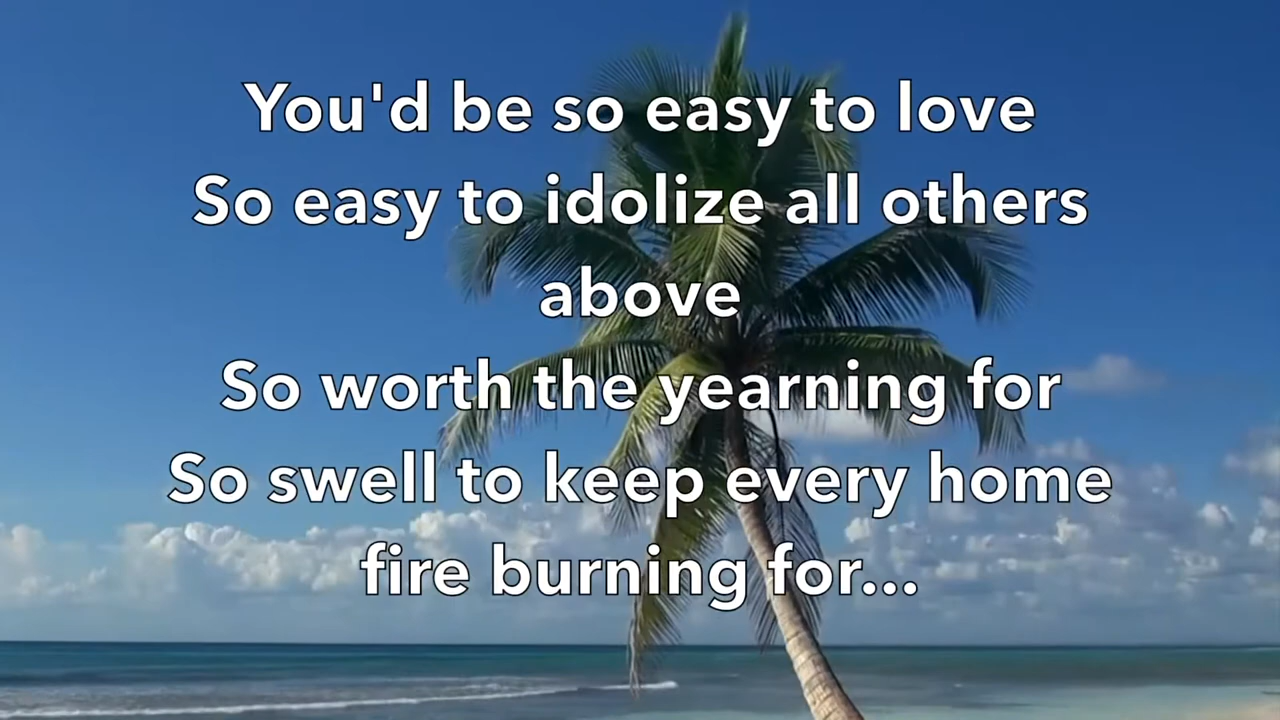 You'd be so easy to love
So easy to idolize all others
above
So worth the yearning for
So swell to keep every home
fire burning for...